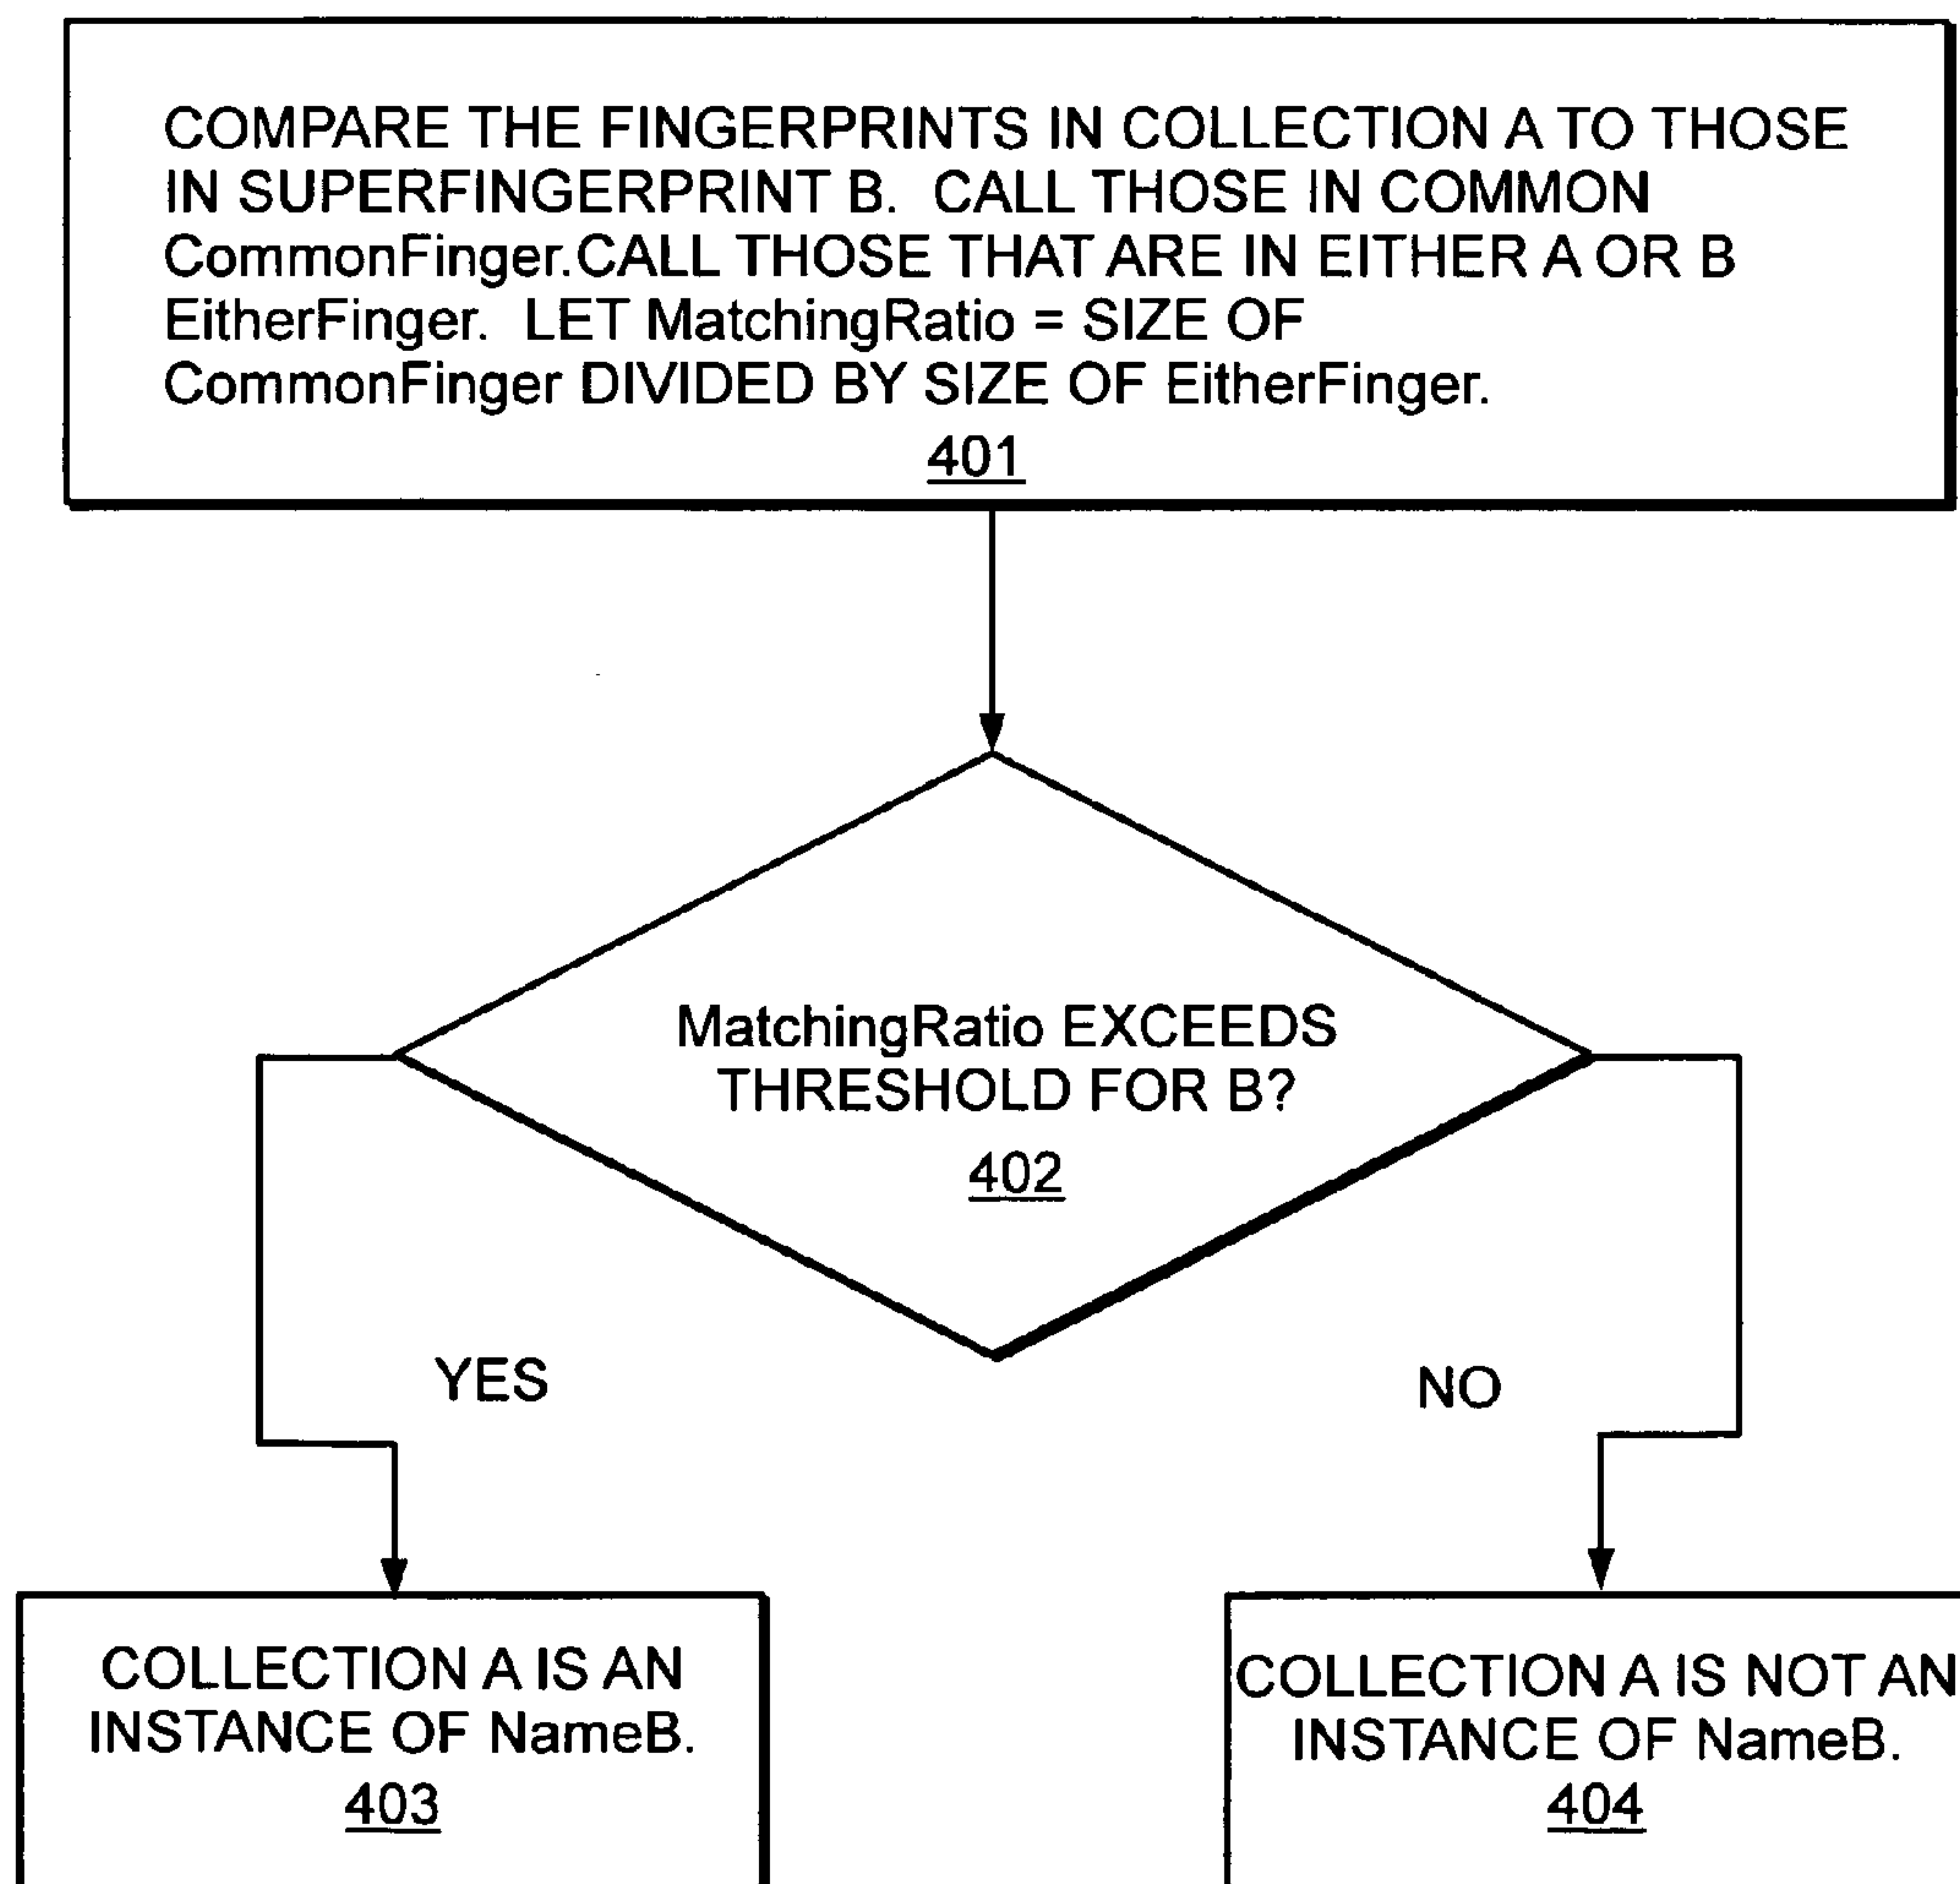 COMPARE THE FINGERPRINTS IN COLLECTION A TO THOSE
IN SUPERFINGERPRINT B. CALL THOSE IN COMMON
CommonFinger. CALL THOSE THAT ARE IN EITHER A OR B
EitherFinger. LET MatchingRatio = SIZE OF
CommonFinger DIVIDED BY SIZE OF EitherFinger.
401
MatchingRatio EXCEEDS
THRESHOLD FOR B?
402
YES
NO
COLLECTION A IS AN
INSTANCE OF NameB.
403
COLLECTION A IS NOT AN
INSTANCE OF NameB.
404